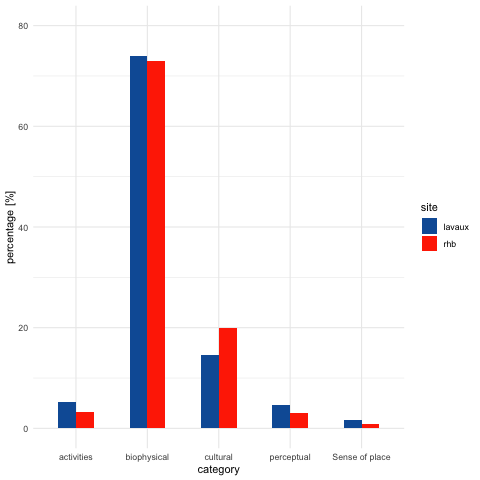 80
60
40
20
0
percentage [%]
activities biophysical cultural perceptual Sense of place
category
site
lavaux
rhb